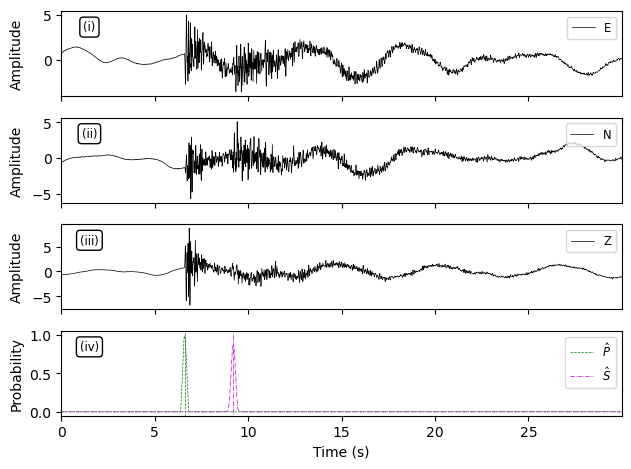 Amplitude
5
0
(i)
E
Amplitude
5
0
−5
(ii)
N
Amplitude
5
0
−5
(iii)
Z
Probability
1.0
0.5
0.0
(iv)
P̂
Ŝ
0 5 10 15 20 25
Time (s)